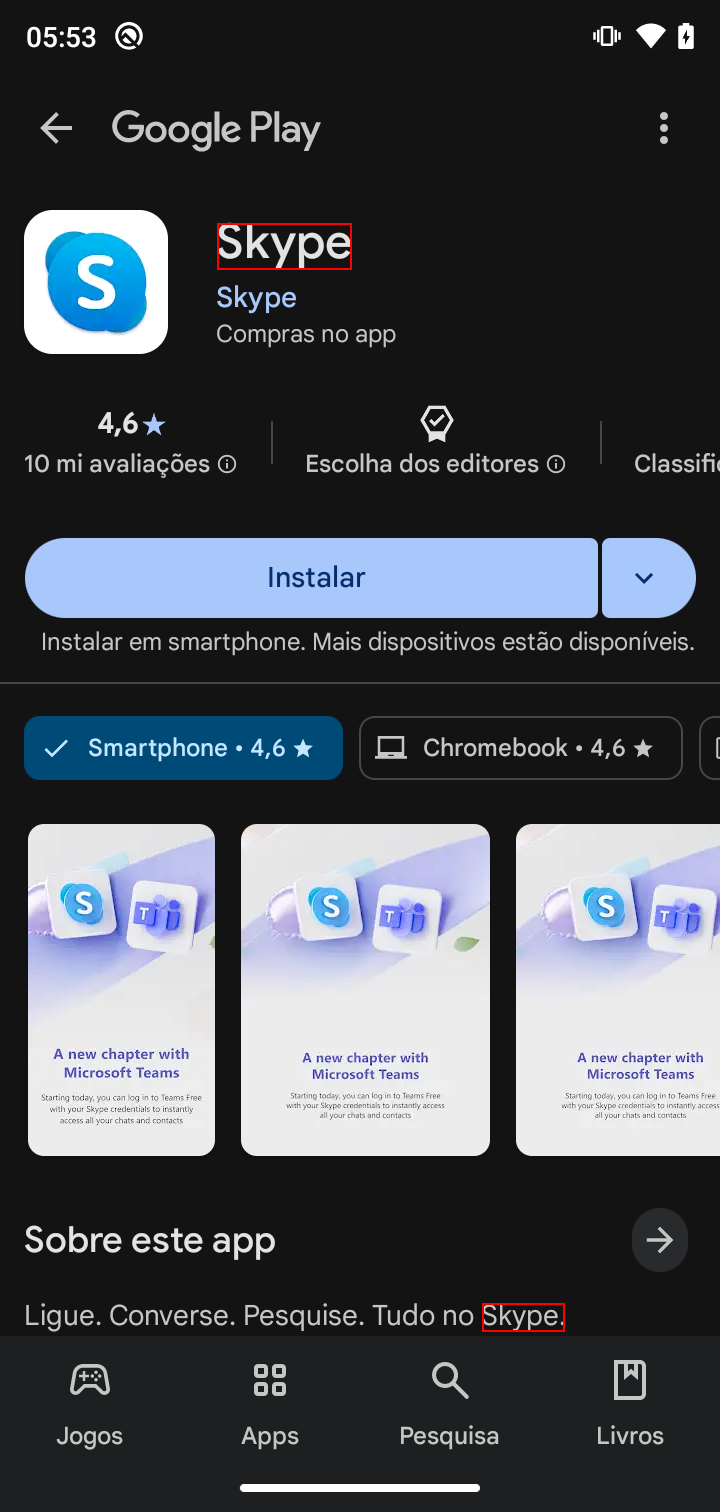 05:53
Google Play
Skype
Skype
Compras no app
4,6★
10 mi avaliações
Escolha dos editores
Classific
Instalar
Instalar em smartphone. Mais dispositivos estão disponíveis.
Smartphone • 4,6 ★
Chromebook • 4,6 ★
A new chapter with
Microsoft Teams
Starting today, you can log in to Teams Free
with your Skype credentials to instantly
access all your chats and contacts
A new chapter with
Microsoft Teams
Starting today, you can log in to Teams Free
with your Skype credentials to instantly access
all your chats and contacts
A new chapter with
Microsoft Teams
Starting today, you can log in to Teams Free
with your Skype credentials to instantly access
all your chats and contacts
Sobre este app
Ligue. Converse. Pesquise. Tudo no Skype.
Jogos
Apps
Pesquisa
Livros